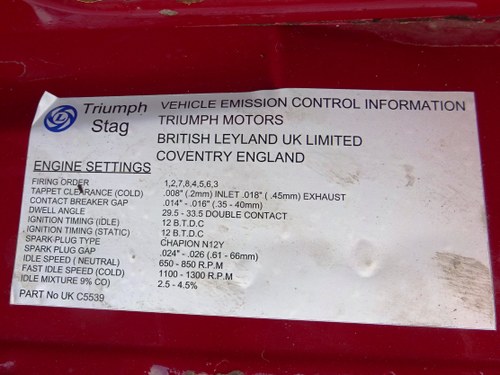 L
Triumph Stag
VEHICLE EMISSION CONTROL INFORMATION
TRIUMPH MOTORS
BRITISH LEYLAND UK LIMITED
COVENTRY ENGLAND
ENGINE SETTINGS
FIRING ORDER 1,2,7,8,4,5,6,3
TAPPET CLEARANCE (COLD) .008" (.2mm) INLET .018" ( .45mm) EXHAUST
CONTACT BREAKER GAP .014" - .016" (.35 - 40mm)
DWELL ANGLE 29.5 - 33.5 DOUBLE CONTACT
IGNITION TIMING (IDLE) 12 B.T.D.C
IGNITION TIMING (STATIC) 12 B.T.D.C
SPARK-PLUG TYPE CHAPION N12Y
SPARK PLUG GAP .024" - .026 (.61 - 66mm)
IDLE SPEED ( NEUTRAL) 650 - 850 R.P.M
FAST IDLE SPEED (COLD) 1100 - 1300 R.P.M
IDLE MIXTURE 9% CO) 2.5 - 4.5%
PART No UK C5539